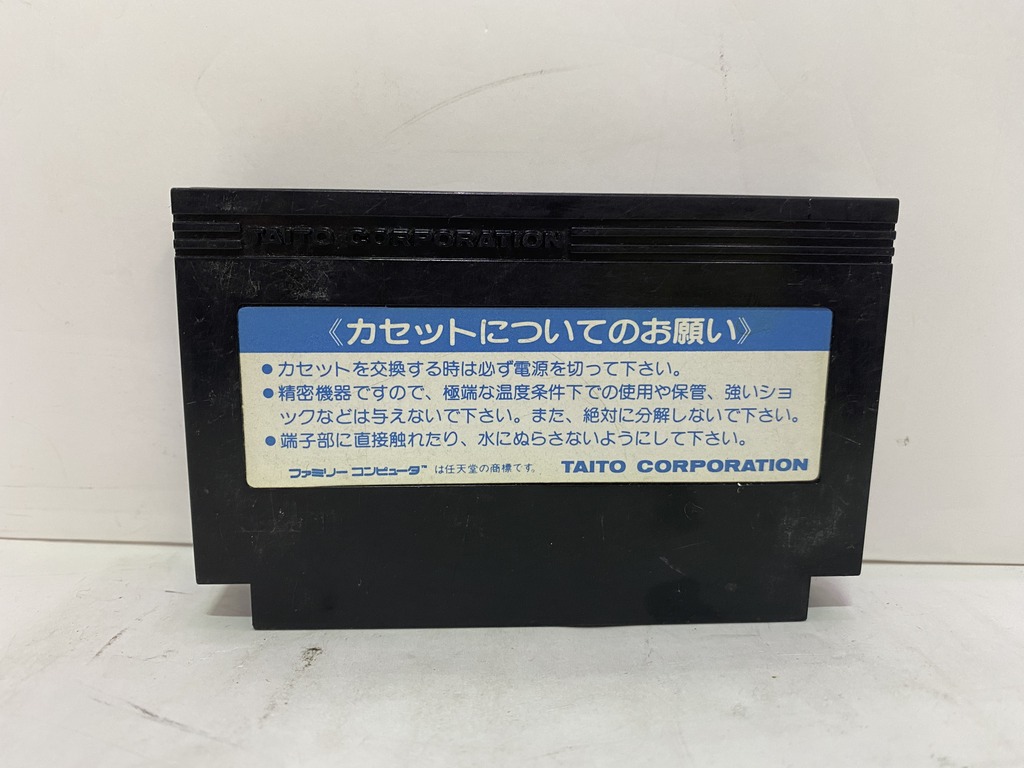 TAITO CORPORATION
《カセットについてのお願い》
●カセットを交換する時は必ず電源を切って下さい。
●精密機器ですので、極端な温度条件下での使用や保管、強いショ
ックなどは与えないで下さい。また、絶対に分解しないで下さい。
●端子部に直接触れたり、水にぬらさないようにして下さい。
ファミリーコンピュータ™ は任天堂の商標です。 TAITO CORPORATION